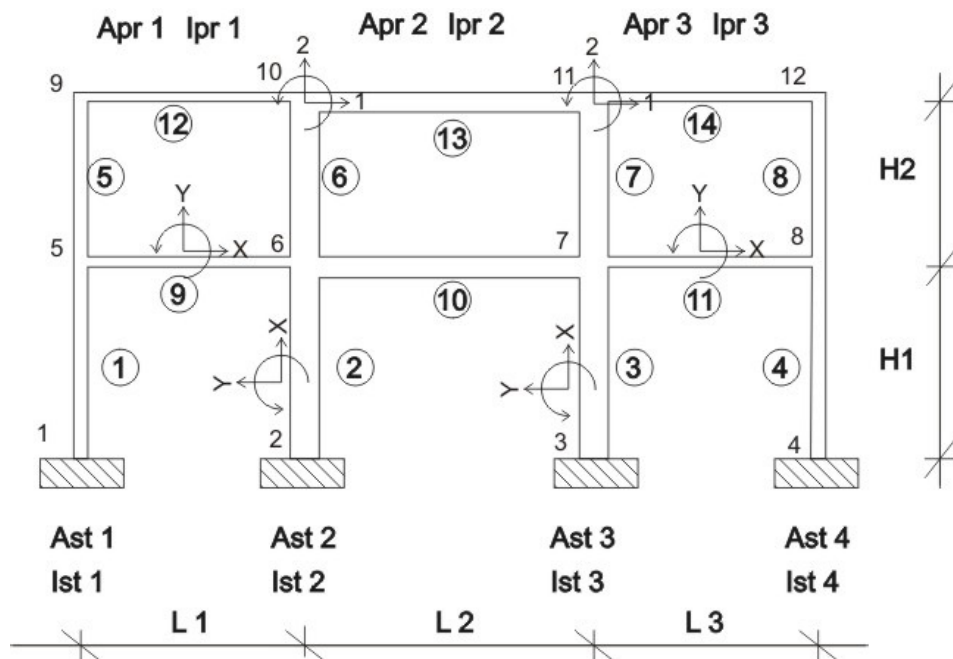 Apr 1 Ipr 1
Apr 2 Ipr 2
Apr 3 Ipr 3
2
2
9
10
11
12
1
1
12
13
14
5
6
7
8
H2
Y
Y
X
X
5
6
7
8
9
10
11
X
X
1
2
3
4
H1
Y
Y
1
2
3
4
Ast 1
Ast 2
Ast 3
Ast 4
Ist 1
Ist 2
Ist 3
Ist 4
L 1
L 2
L 3